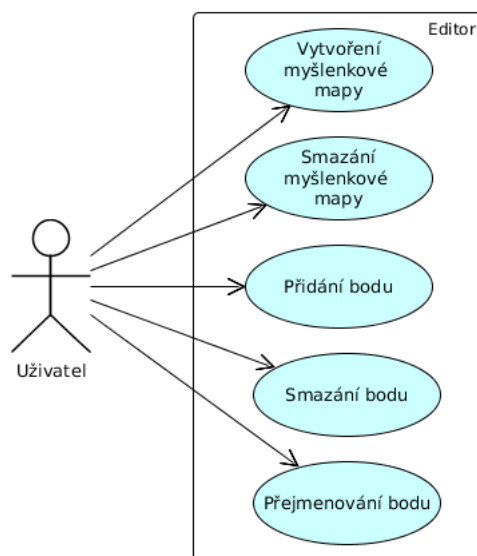 Editor
Vytvoření
myšlenkové
mapy
Smazání
myšlenkové
mapy
Přidání bodu
Uživatel
Smazání bodu
Přejmenování bodu